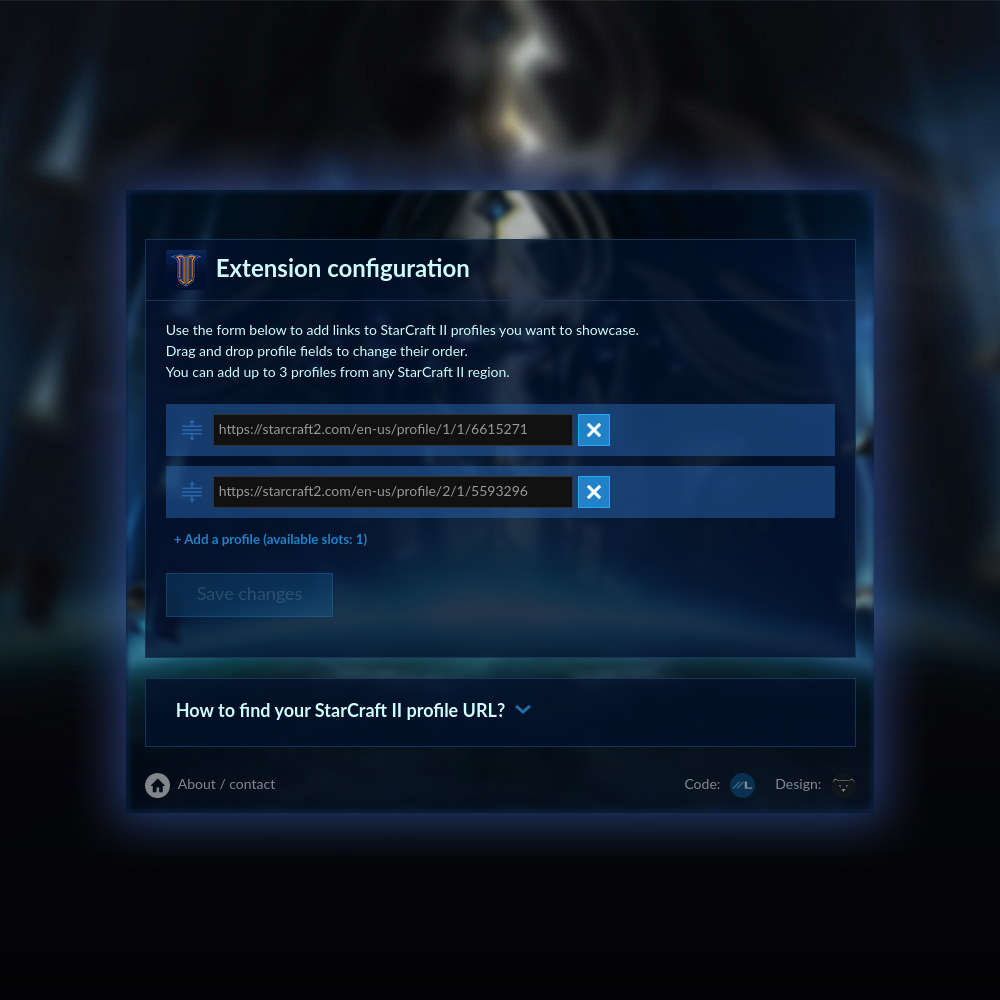 Extension configuration
Use the form below to add links to StarCraft II profiles you want to showcase.
Drag and drop profile fields to change their order.
You can add up to 3 profiles from any StarCraft II region.
https://starcraft2.com/en-us/profile/1/1/6615271
https://starcraft2.com/en-us/profile/2/1/5593296
+ Add a profile (available slots: 1)
Save changes
How to find your StarCraft II profile URL?
About / contact
Code: Design: